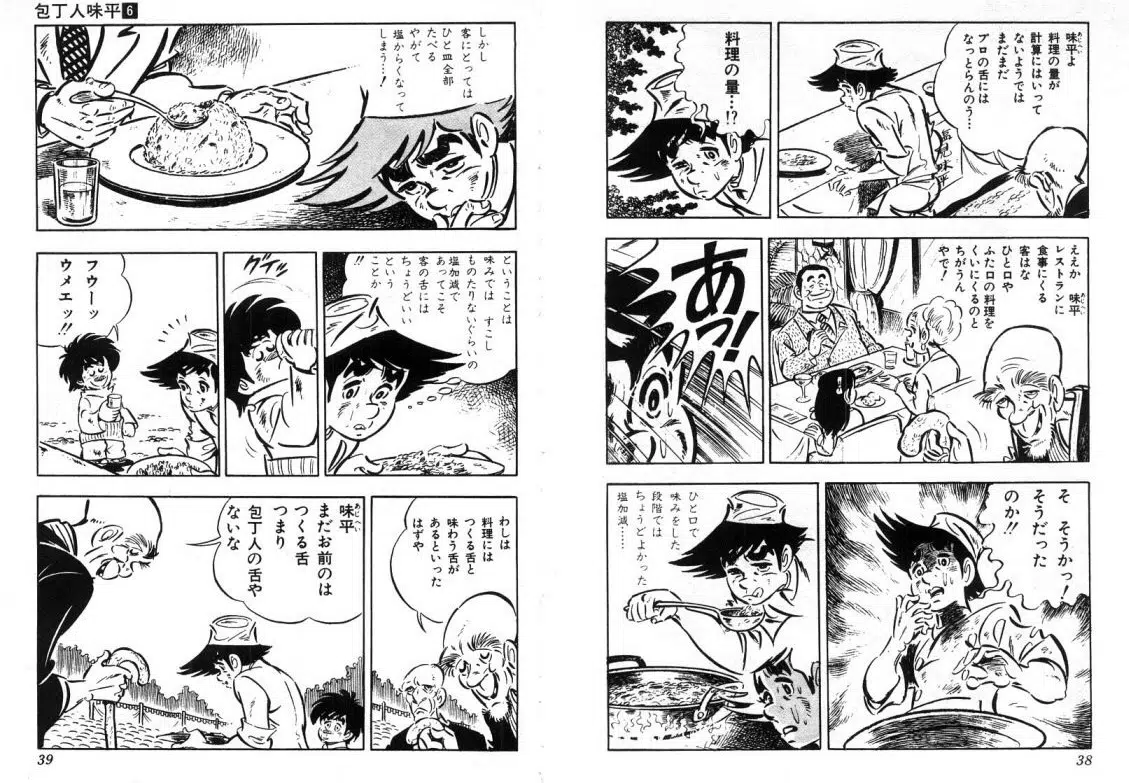 包丁人味平 6
味平よ
料理の量が
計算にはいって
ないようでは
まだまだ
プロの舌には
なっとらんのう…
料理の量…!?
ええか 味平
レストランに
食事にくる
客はな
ひと口や
ふた口の料理を
くいにくるのと
ちがうん
やで!
あっ!
そ そうかっ!
そうだった
のか!!
ひと口で
味みをした
段階では
ちょうどよかった
塩加減……
38
しかし
客にとっては
ひと皿全部
たべる
やがて
塩からくなって
しまう…!
ということは
味みでは すこし
ものたりないぐらいの
塩加減で
あってこそ
客の舌には
ちょうどいい
という
ことか
!!
グイッ
フウーッ
ウメエッ!!
わしは
料理には
つくる舌と
味わう舌が
あるといった
はずや
味平
まだお前のは
つくる舌
つまり
包丁人の舌や
ないな
39